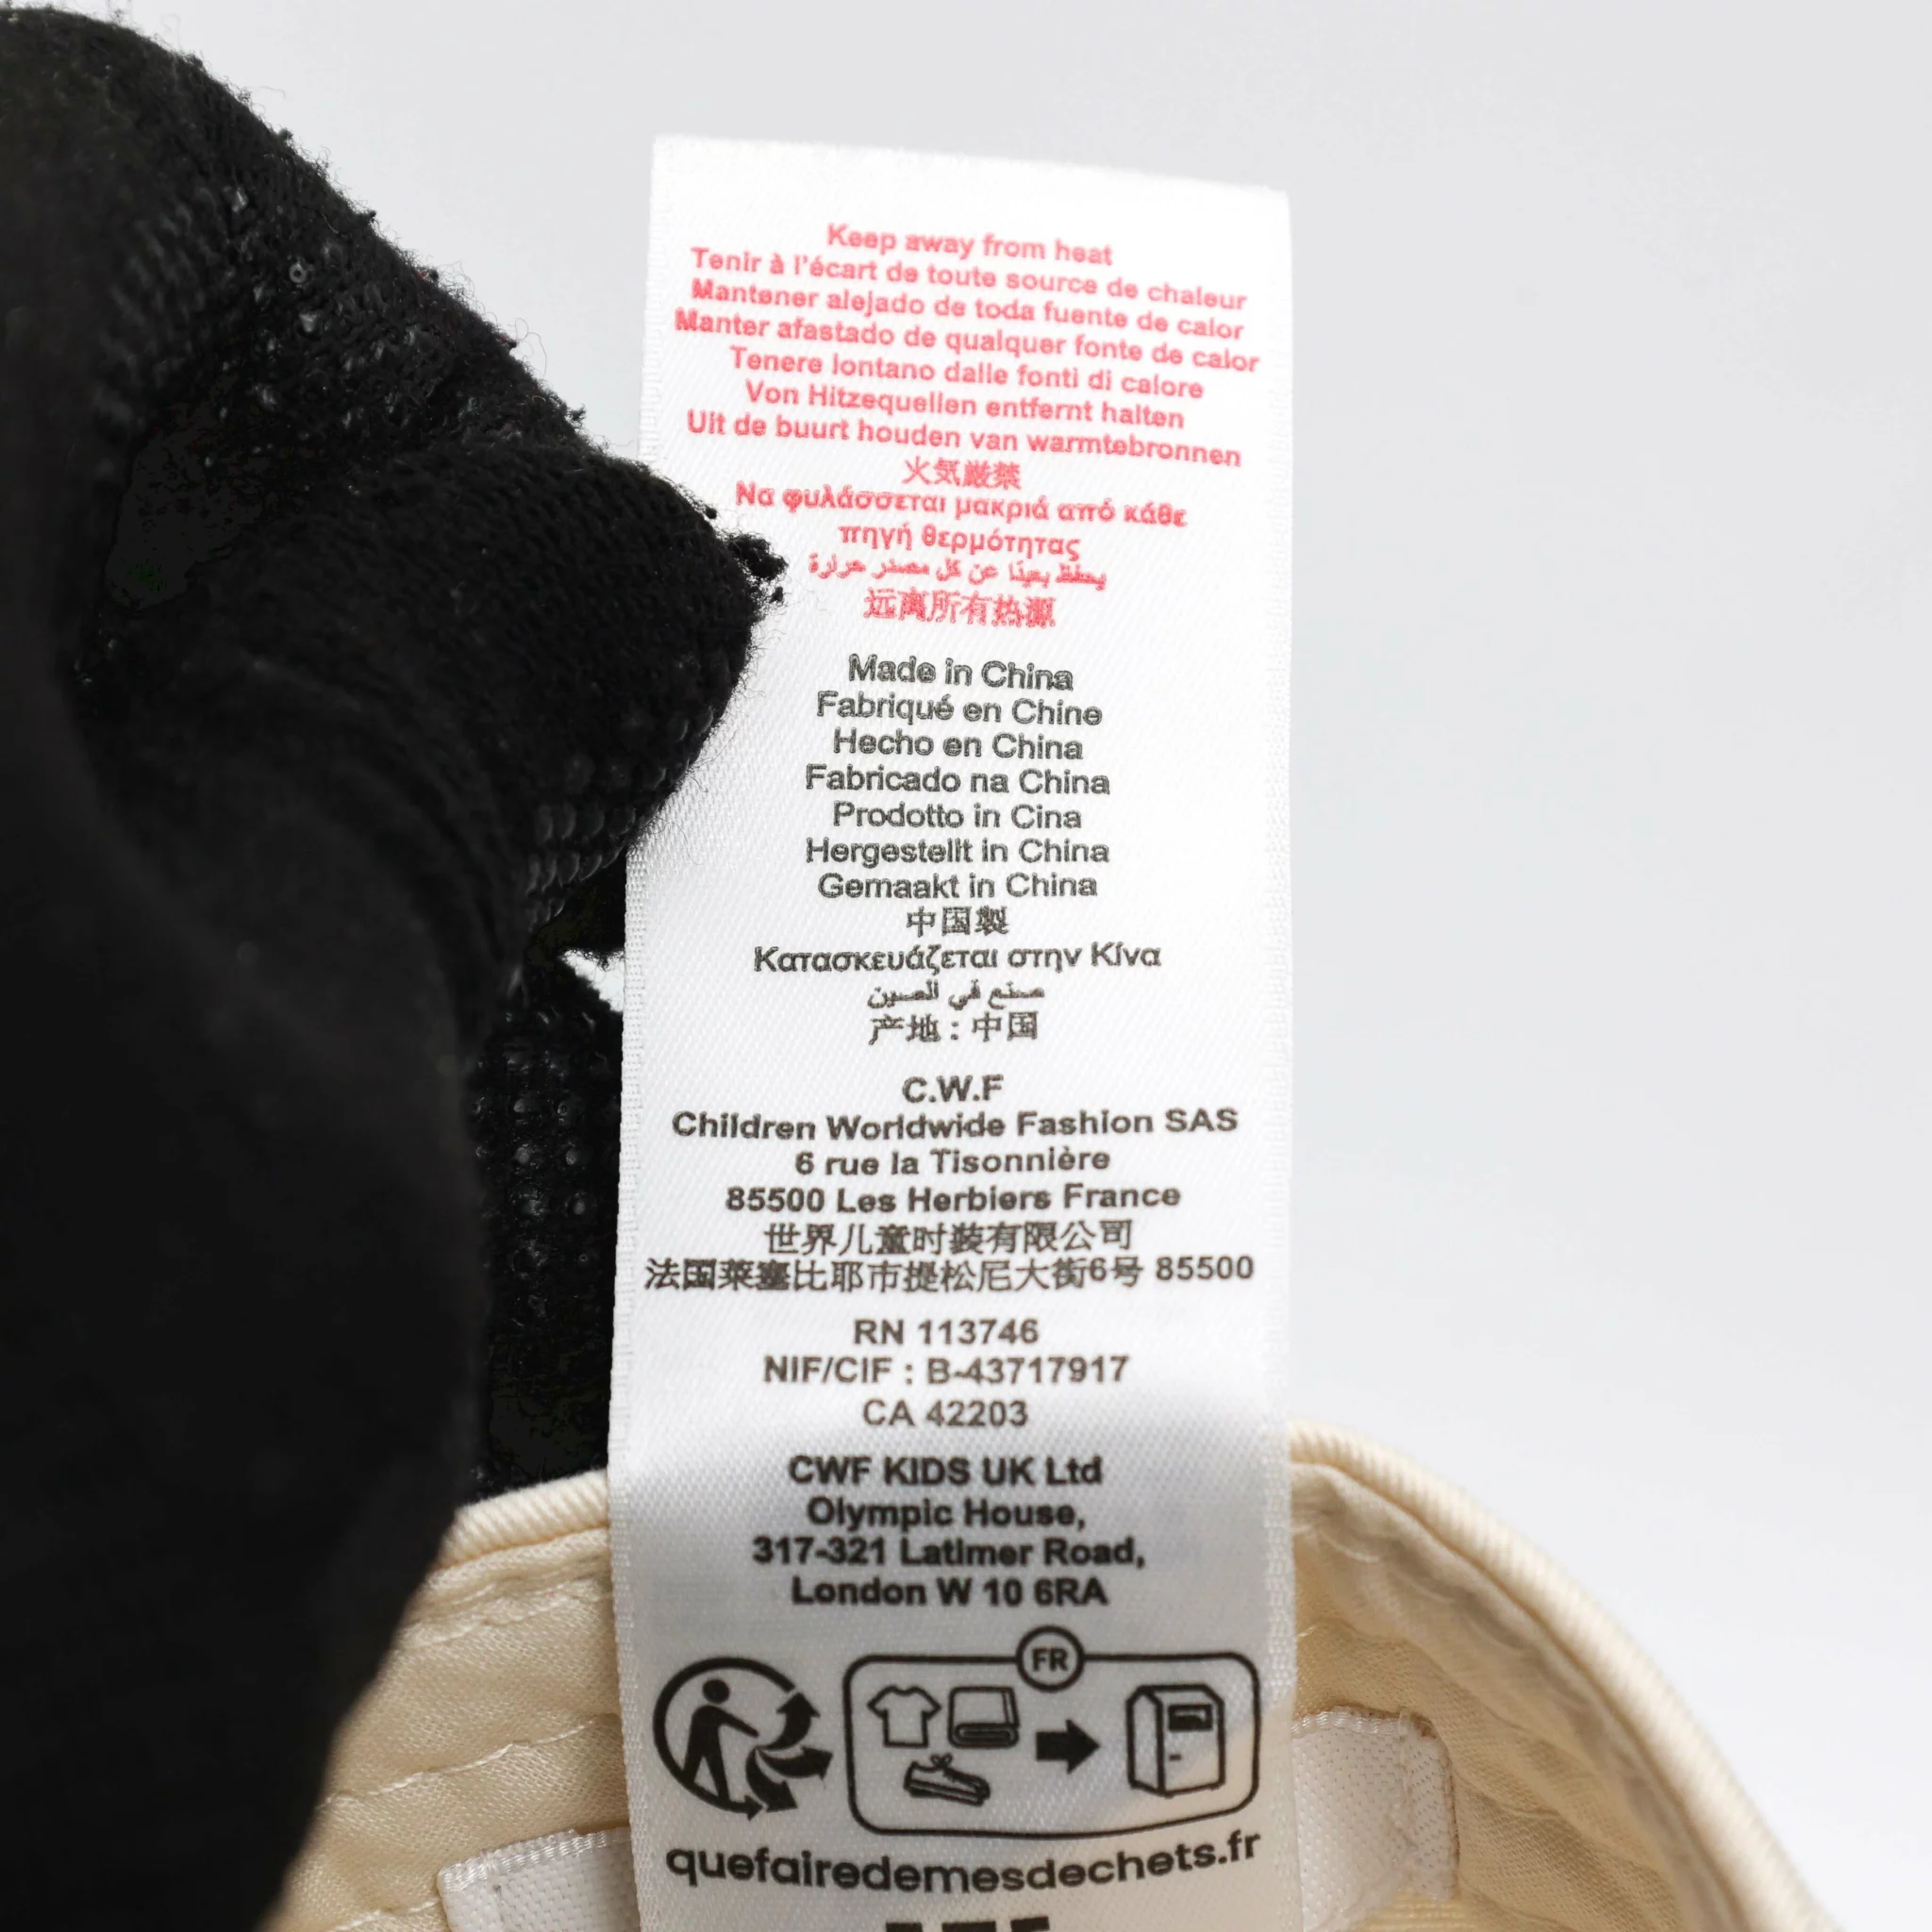 Keep away from heat
Tenir à l'écart de toute source de chaleur
Mantener alejado de toda fuente de calor
Manter afastado de qualquer fonte de calor
Tenere lontano dalle fonti di calore
Von Hitzequellen entfernt halten
Uit de buurt houden van warmtebronnen
火気厳禁
Να φυλάσσεται μακριά από κάθε
πηγή θερμότητας
يحفظ بعيدًا عن كل مصدر حرارة
远离所有热源
Made in China
Fabriqué en Chine
Hecho en China
Fabricado na China
Prodotto in Cina
Hergestellt in China
Gemaakt in China
中国製
Κατασκευάζεται στην Κίνα
صنع في الصين
产地 : 中国
C.W.F
Children Worldwide Fashion SAS
6 rue la Tisonnière
85500 Les Herbiers France
世界儿童时装有限公司
法国莱塞比耶市提松尼大街6号 85500
RN 113746
NIF/CIF : B-43717917
CA 42203
CWF KIDS UK Ltd
Olympic House,
317-321 Latimer Road,
London W 10 6RA
FR
quefairedemesdechets.fr